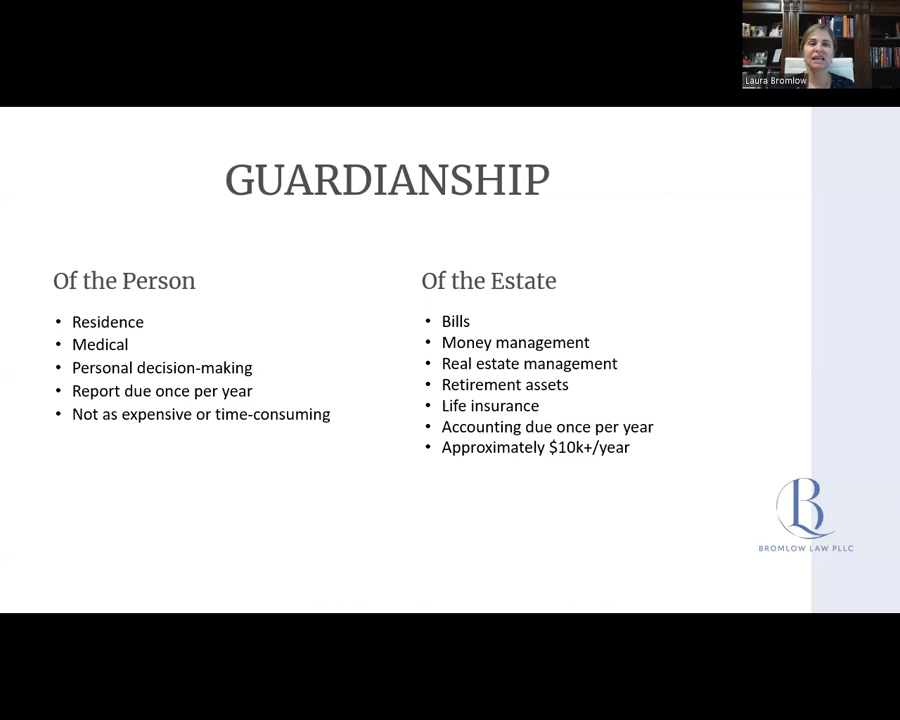 Laura Bromlow
GUARDIANSHIP
Of the Person
• Residence
• Medical
• Personal decision-making
• Report due once per year
• Not as expensive or time-consuming
Of the Estate
• Bills
• Money management
• Real estate management
• Retirement assets
• Life insurance
• Accounting due once per year
• Approximately $10k+/year
BROMLOW LAW PLLC